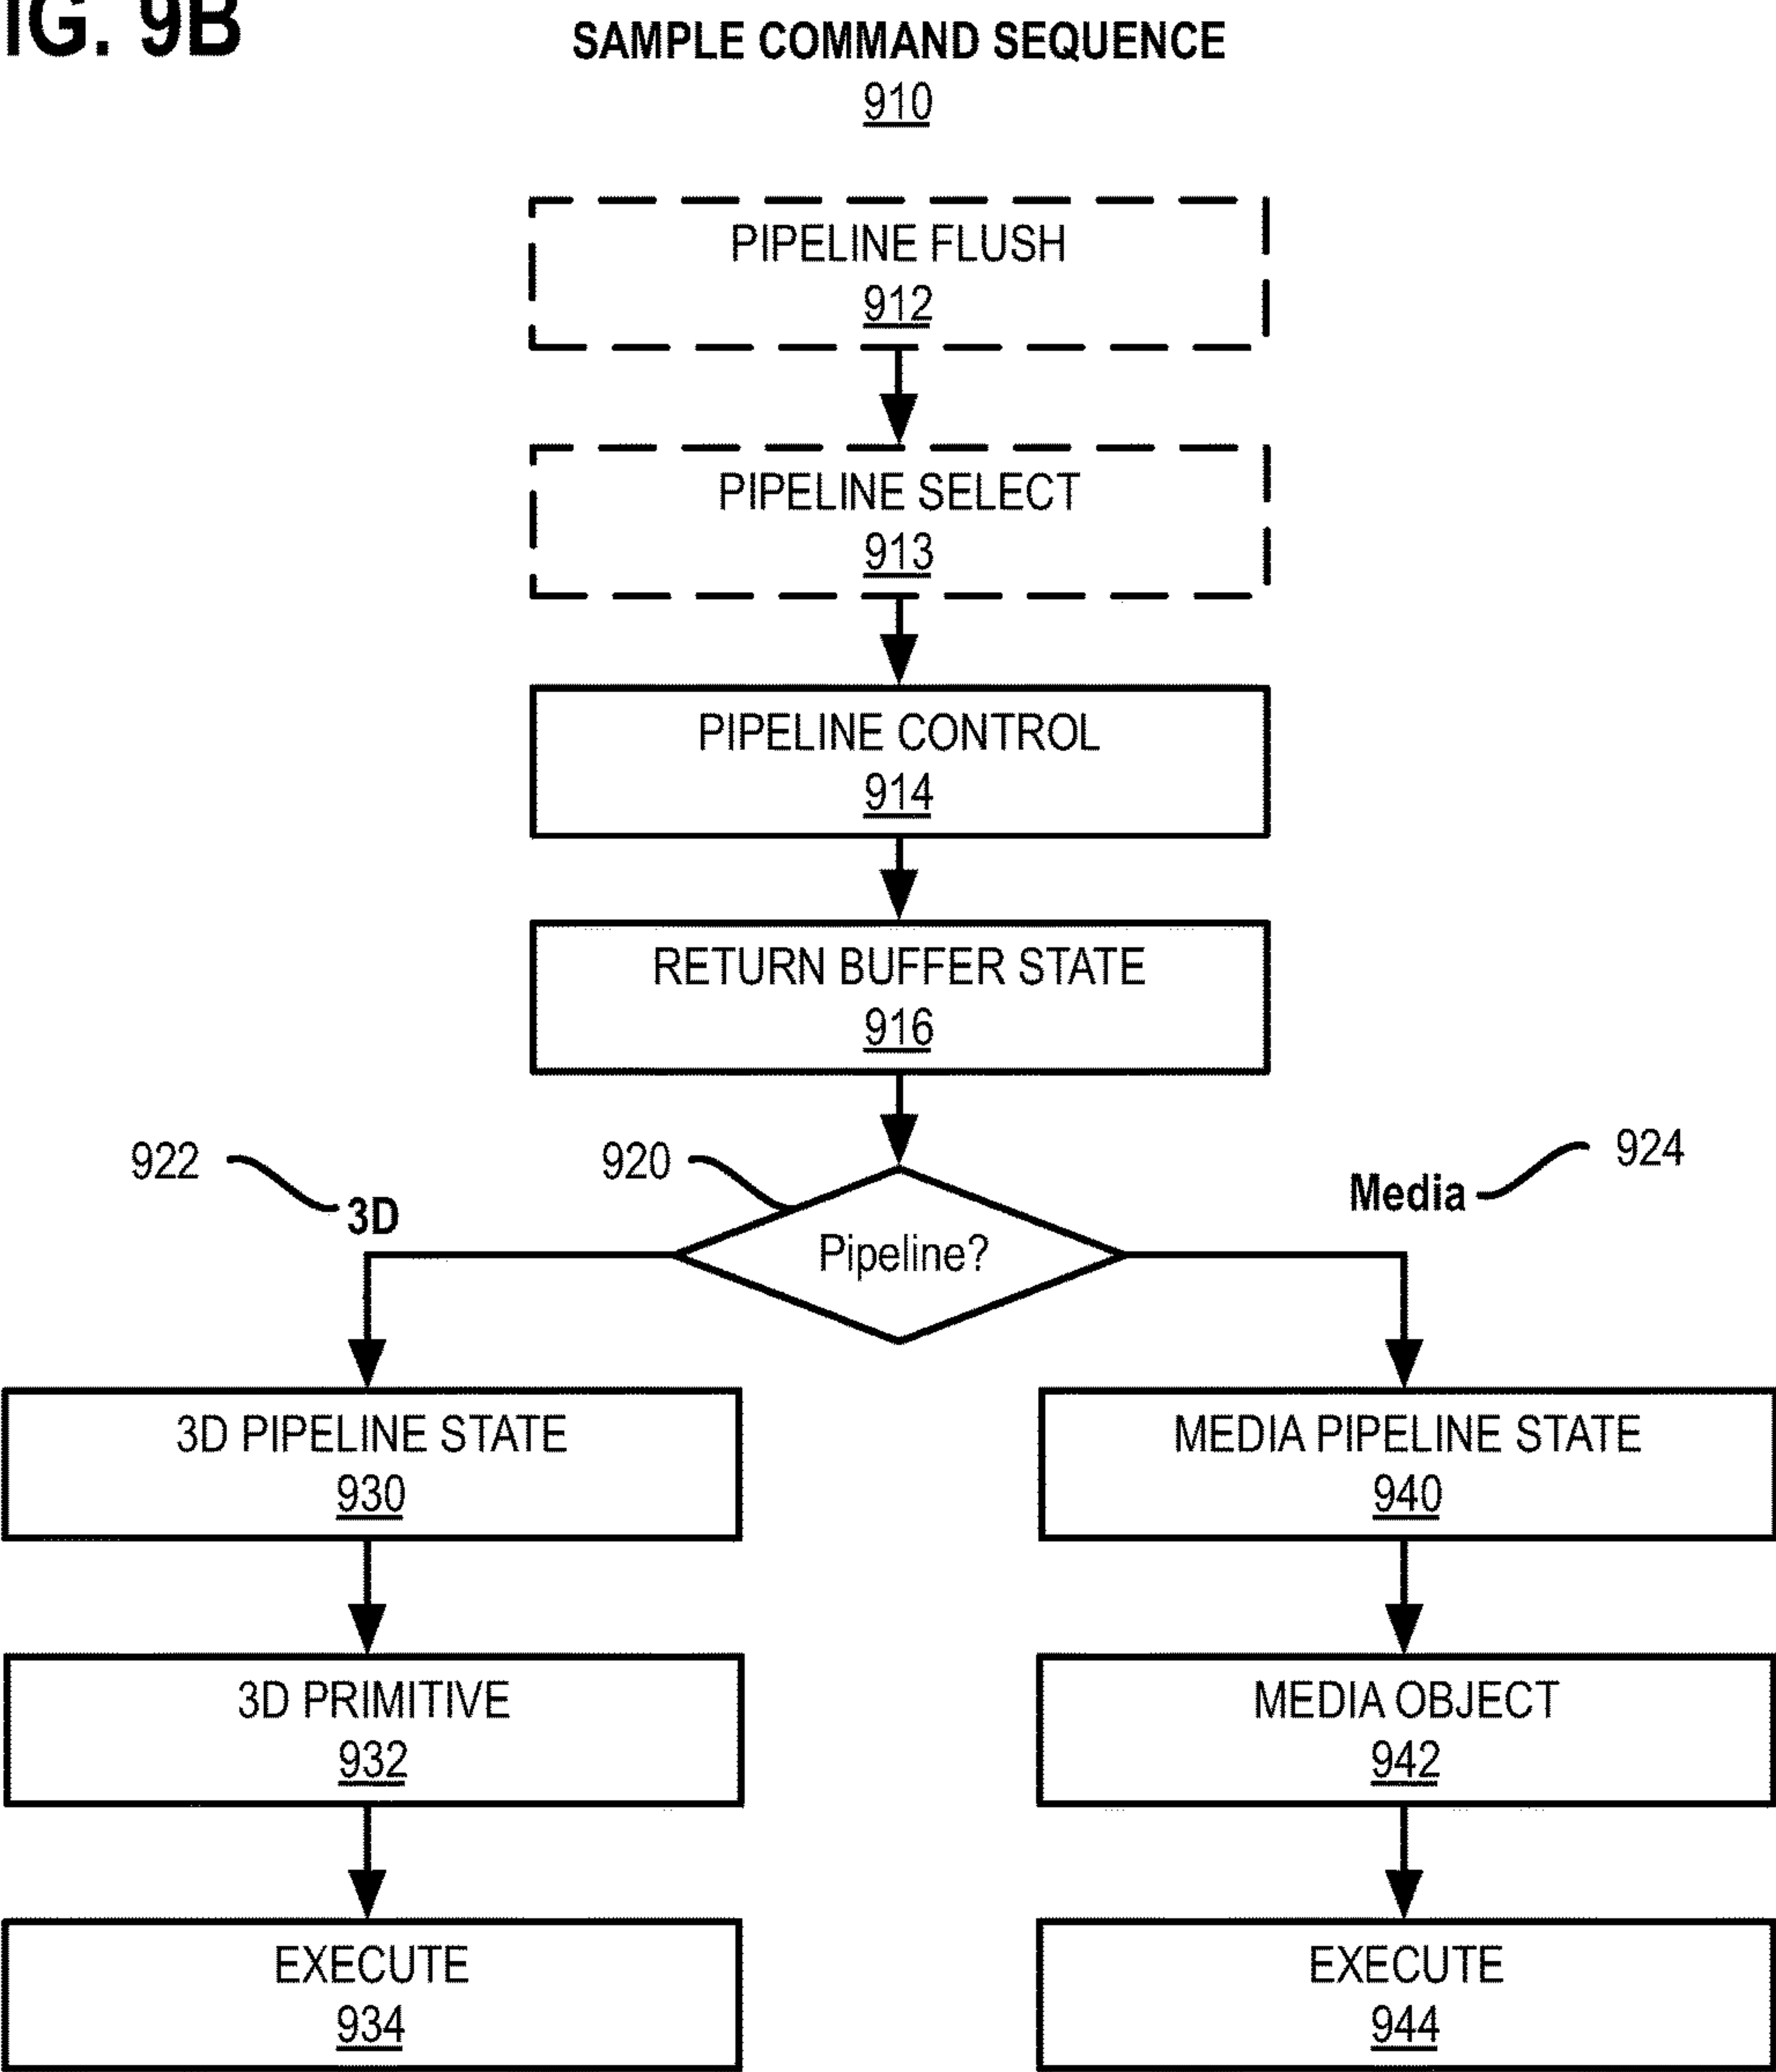 IG. 9B
SAMPLE COMMAND SEQUENCE
910
PIPELINE FLUSH
912
PIPELINE SELECT
913
PIPELINE CONTROL
914
RETURN BUFFER STATE
916
922
920
924
3D
Media
Pipeline?
3D PIPELINE STATE
930
MEDIA PIPELINE STATE
940
3D PRIMITIVE
932
MEDIA OBJECT
942
EXECUTE
934
EXECUTE
944